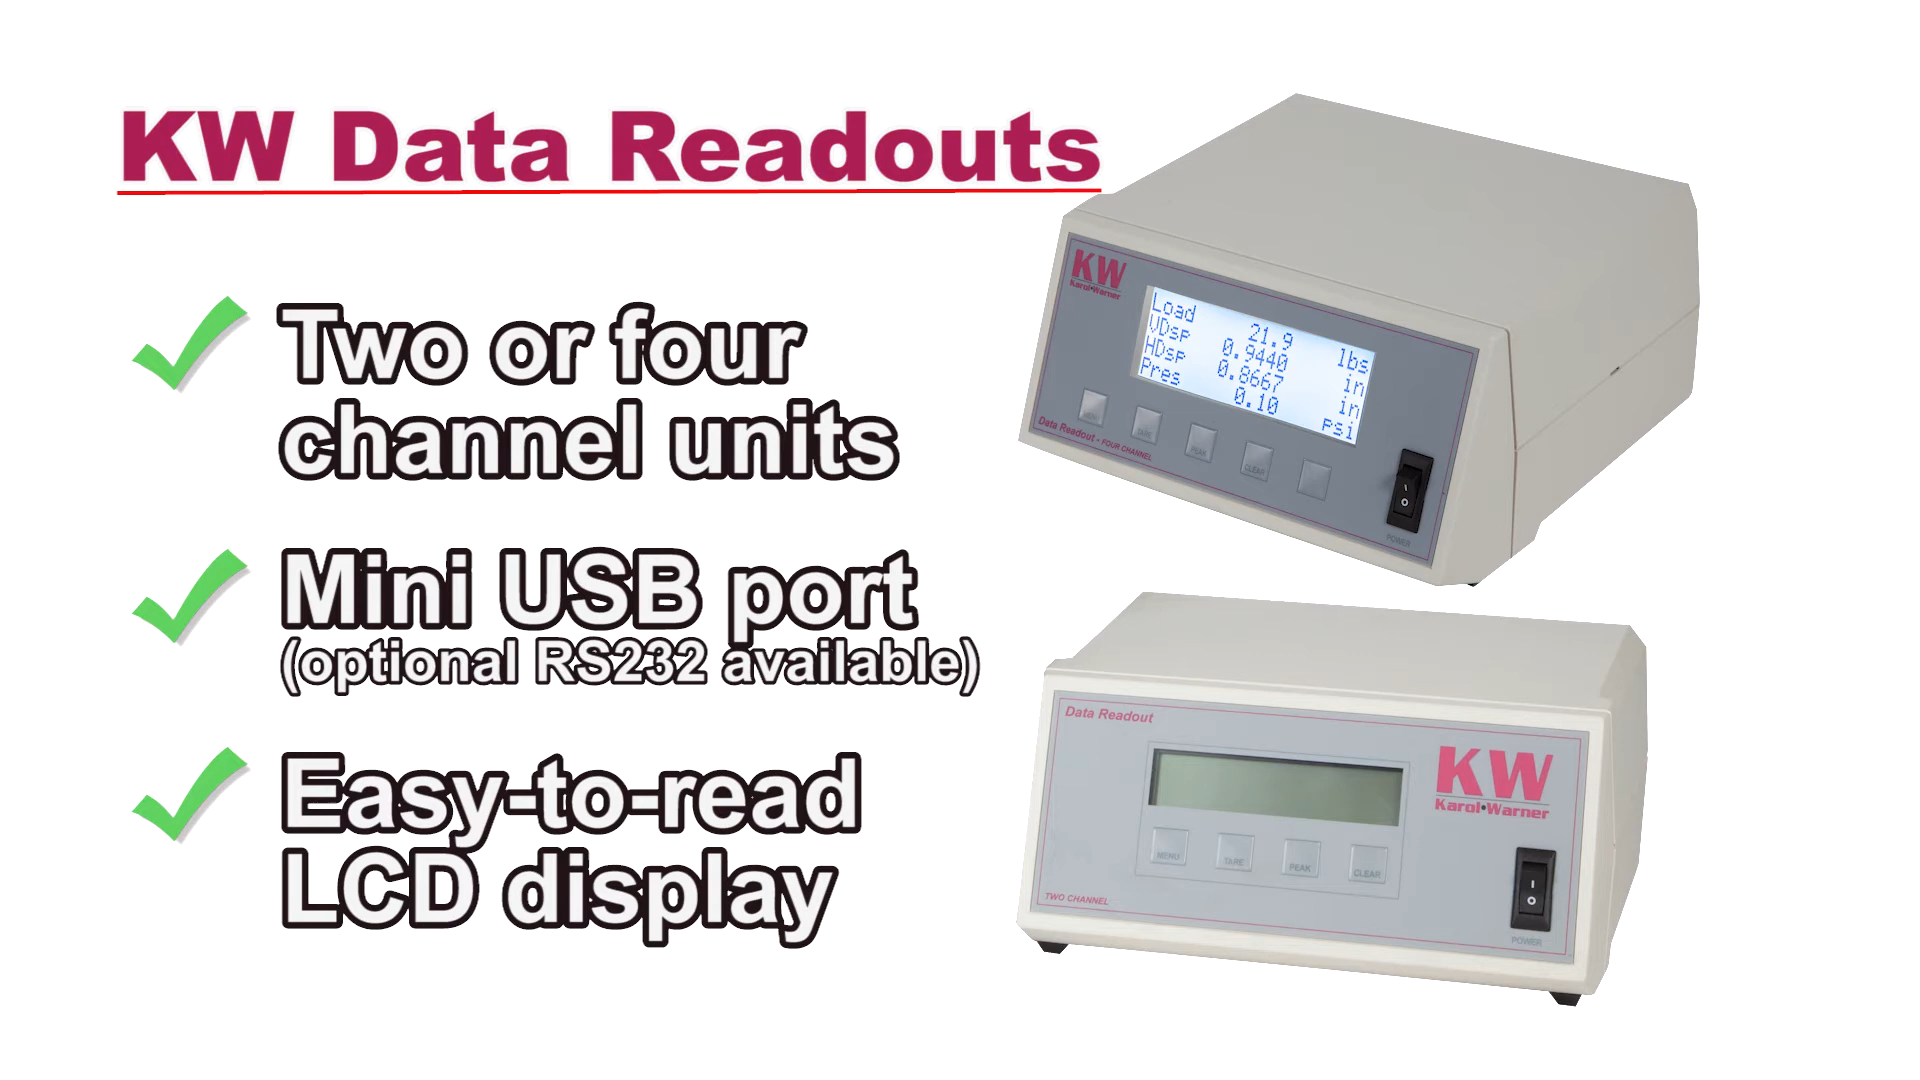 KW Data Readouts
Two or four
channel units
Mini USB port
(optional RS232 available)
Easy-to-read
LCD display
KW
Karol•Warner
Load 21.9 lbs
VDsp 0.9440 in
HDsp 0.8667 in
Pres 0.10 psi
MENU TARE PEAK CLEAR
Data Readout - FOUR CHANNEL
POWER
Data Readout
KW
Karol•Warner
MENU TARE PEAK CLEAR
TWO CHANNEL
POWER